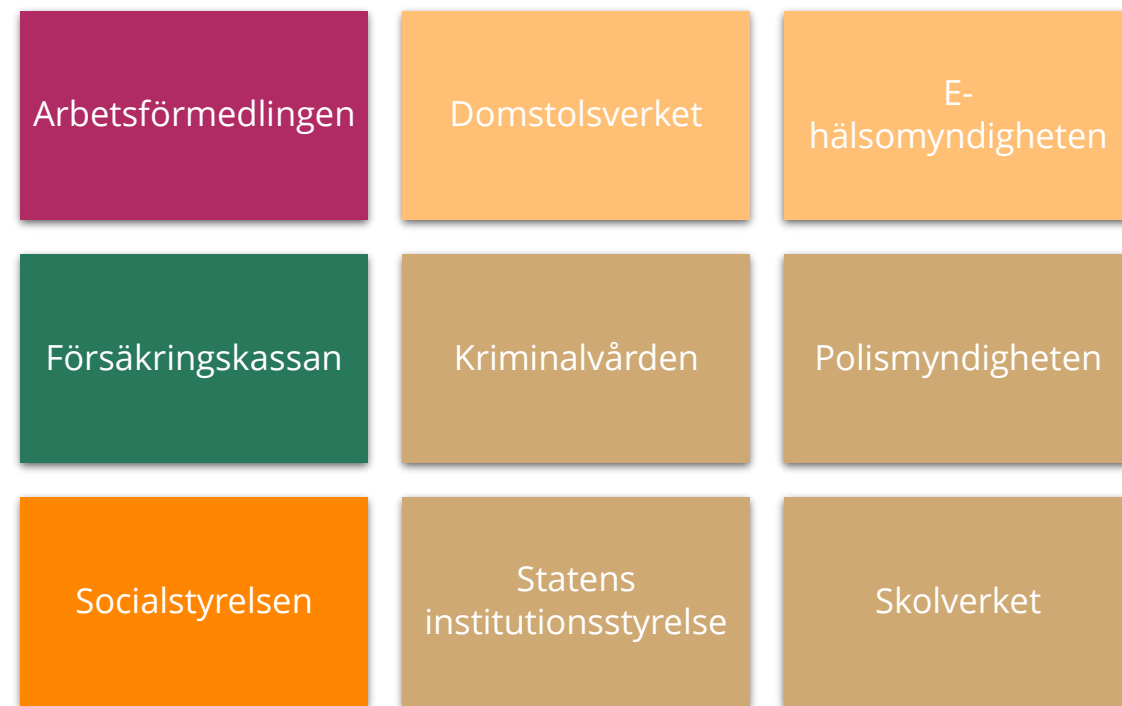 Arbetsförmedlingen
Domstolsverket
E-
hälsomyndigheten
Försäkringskassan
Kriminalvården
Polismyndigheten
Socialstyrelsen
Statens
institutionsstyrelse
Skolverket